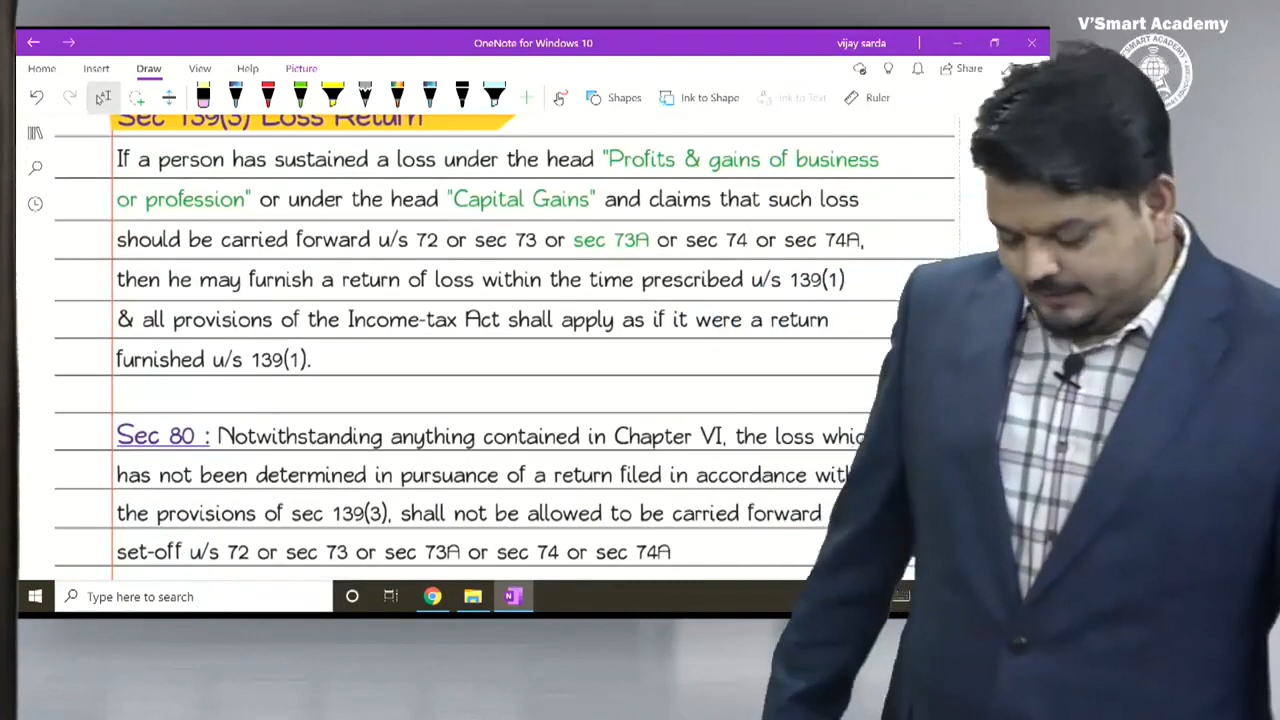 V'Smart Academy
OneNote for Windows 10
vijay sarda
Home Insert Draw View Help Picture
Share
Shapes Ink to Shape Ink to Text Ruler
Sec 139(3) Loss Return
If a person has sustained a loss under the head "Profits & gains of business
or profession" or under the head "Capital Gains" and claims that such loss
should be carried forward u/s 72 or sec 73 or sec 73A or sec 74 or sec 74A,
then he may furnish a return of loss within the time prescribed u/s 139(1)
& all provisions of the Income-tax Act shall apply as if it were a return
furnished u/s 139(1).
Sec 80 : Notwithstanding anything contained in Chapter VI, the loss
has not been determined in pursuance of a return filed in accordance
the provisions of sec 139(3), shall not be allowed to be carried forward
set-off u/s 72 or sec 73 or sec 73A or sec 74 or sec 74A
Type here to search